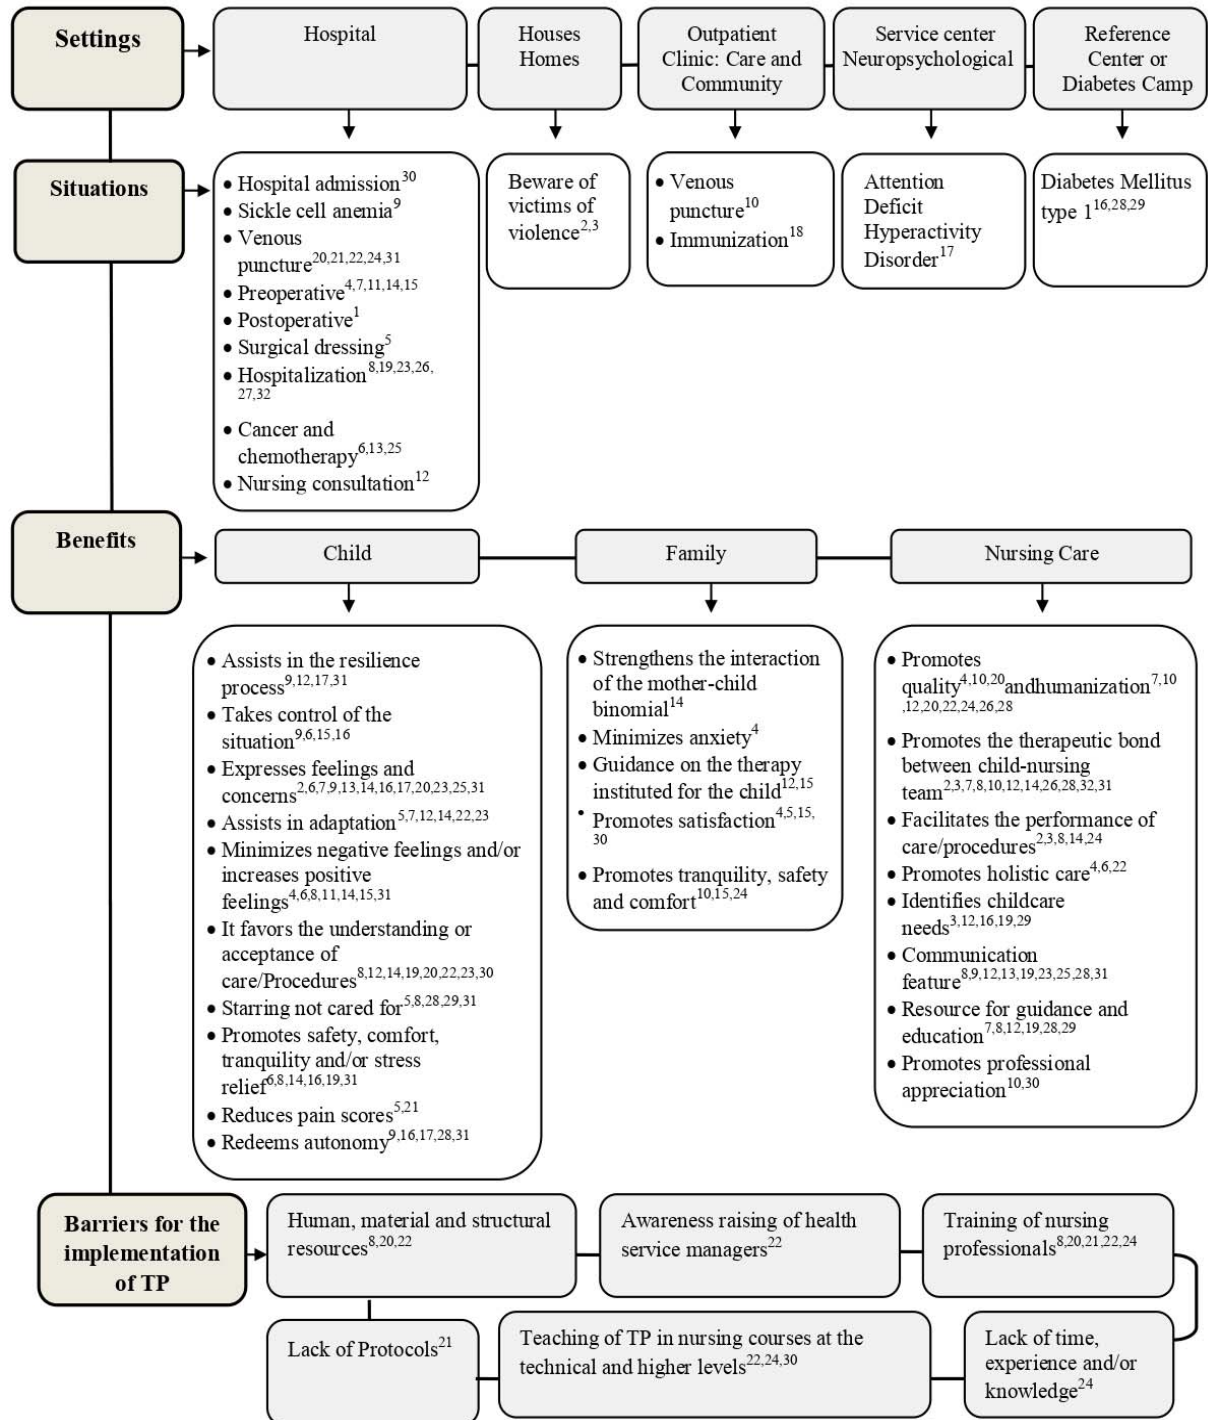 Settings
Hospital
Houses
Homes
Outpatient
Clinic: Care and
Community
Service center
Neuropsychological
Reference
Center or
Diabetes Camp
Situations
• Hospital admission30
• Sickle cell anemia9
• Venous
puncture20,21,22,24,31
• Preoperative4,7,11,14,15
• Postoperative1
• Surgical dressing5
• Hospitalization8,19,23,26,
27,32
• Cancer and
chemotherapy6,13,25
• Nursing consultation12
Beware of
victims of
violence2,3
• Venous
puncture10
• Immunization18
Attention
Deficit
Hyperactivity
Disorder17
Diabetes Mellitus
type 116,28,29
Benefits
Child
Family
Nursing Care
• Assists in the resilience
process9,12,17,31
• Takes control of the
situation9,6,15,16
• Expresses feelings and
concerns2,6,7,9,13,14,16,17,20,23,25,31
• Assists in adaptation5,7,12,14,22,23
• Minimizes negative feelings and/or
increases positive
feelings4,6,8,11,14,15,31
• It favors the understanding or
acceptance of
care/Procedures8,12,14,19,20,22,23,30
• Starring not cared for5,8,28,29,31
• Promotes safety, comfort,
tranquility and/or stress
relief6,8,14,16,19,31
• Reduces pain scores5,21
• Redeems autonomy9,16,17,28,31
• Strengthens the interaction
of the mother-child
binomial14
• Minimizes anxiety4
• Guidance on the therapy
instituted for the child12,15
• Promotes satisfaction4,5,15,
30
• Promotes tranquility, safety
and comfort10,15,24
• Promotes
quality4,10,20andhumanization7,10
,12,20,22,24,26,28
• Promotes the therapeutic bond
between child-nursing
team2,3,7,8,10,12,14,26,28,32,31
• Facilitates the performance of
care/procedures2,3,8,14,24
• Promotes holistic care4,6,22
• Identifies childcare
needs3,12,16,19,29
• Communication
feature8,9,12,13,19,23,25,28,31
• Resource for guidance and
education7,8,12,19,28,29
• Promotes professional
appreciation10,30
Barriers for the
implementation
of TP
Human, material and structural
resources8,20,22
Awareness raising of health
service managers22
Training of nursing
professionals8,20,21,22,24
Lack of Protocols21
Teaching of TP in nursing courses at the
technical and higher levels22,24,30
Lack of time,
experience and/or
knowledge24